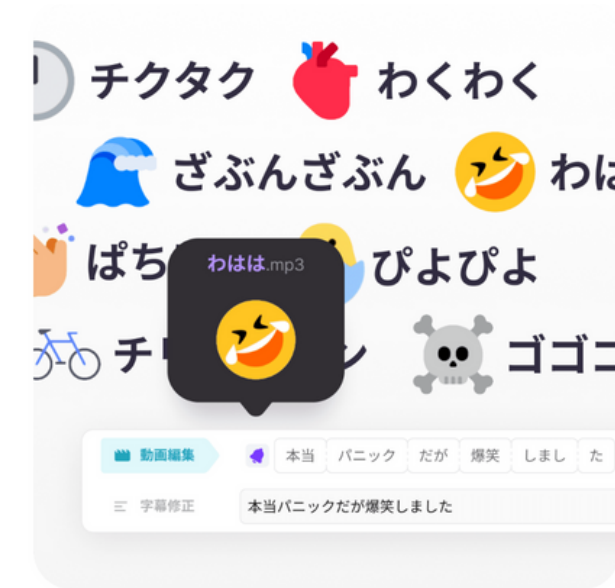 チクタク わくわく
ざぶんざぶん わは
ぱち ぴよぴよ
わはは.mp3
チ ン ゴゴ
動画編集 本当 パニック だが 爆笑 しまし た
字幕修正 本当パニックだが爆笑しました